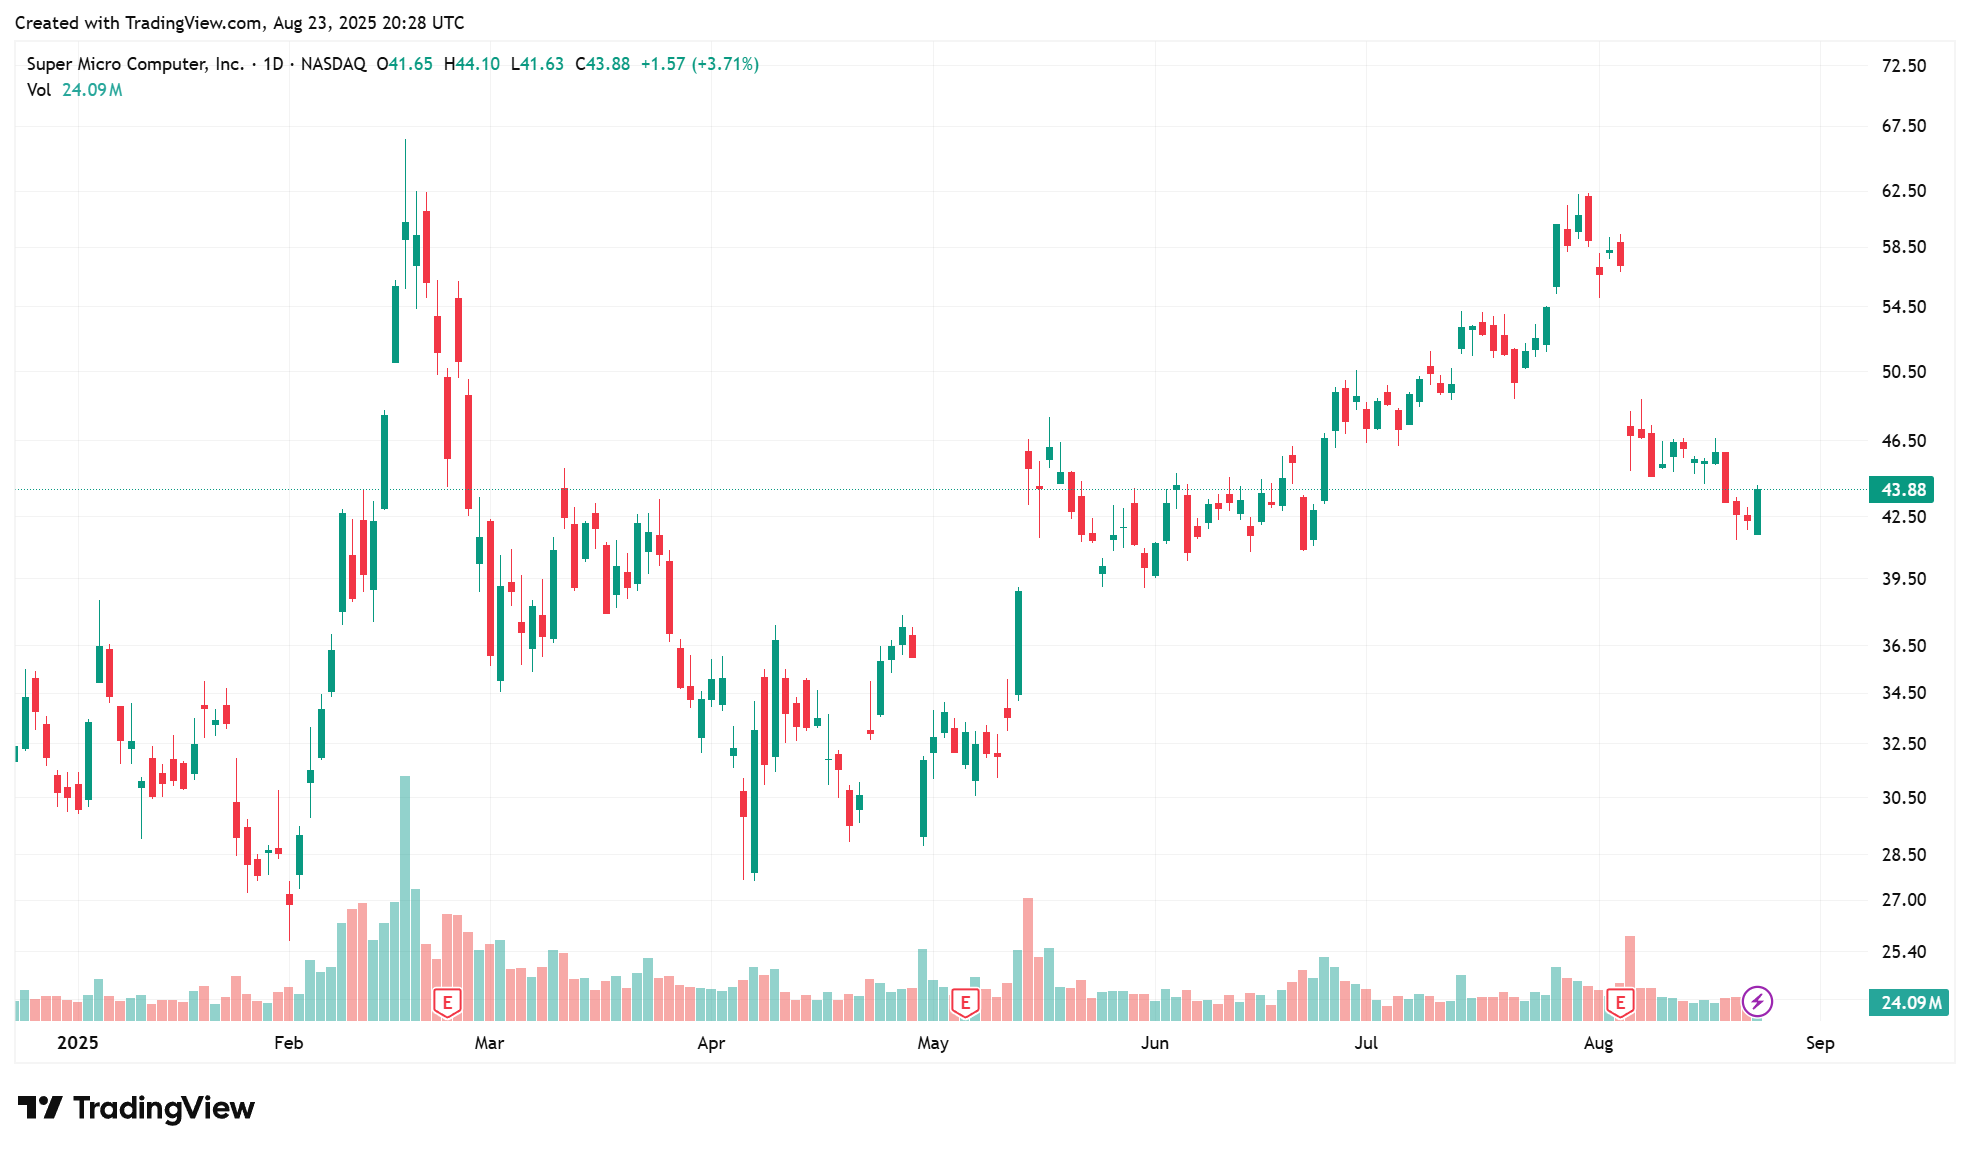 Created with TradingView.com, Aug 23, 2025 20:28 UTC
Super Micro Computer, Inc. · 1D · NASDAQ O41.65 H44.10 L41.63 C43.88 +1.57 (+3.71%)
Vol 24.09M
72.50
67.50
62.50
58.50
54.50
50.50
46.50
43.88
42.50
39.50
36.50
34.50
32.50
30.50
28.50
27.00
25.40
E E E 24.09M
2025 Feb Mar Apr May Jun Jul Aug Sep
TradingView